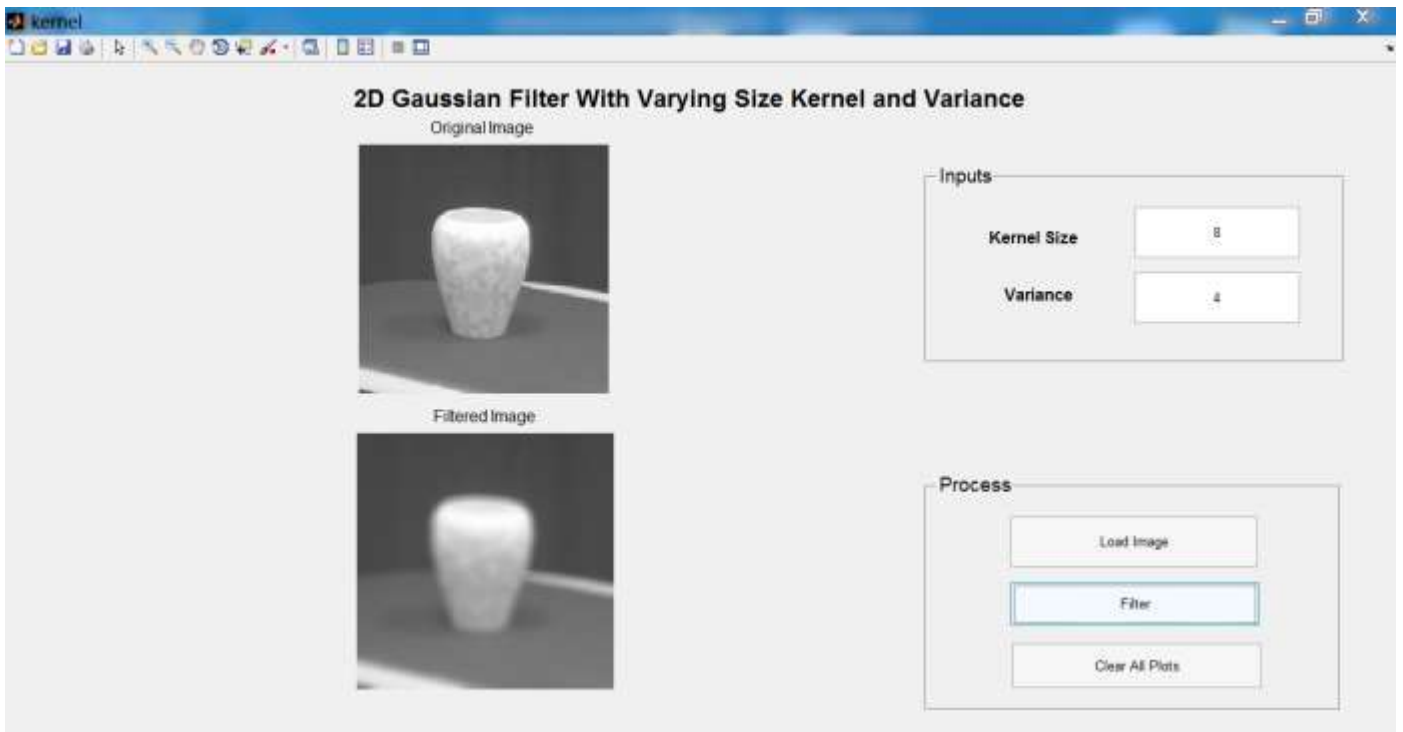 kernel
2D Gaussian Filter With Varying Size Kernel and Variance
Original Image
Inputs
Kernel Size
8
Variance
4
Filtered Image
Process
Load Image
Filter
Clear All Plots